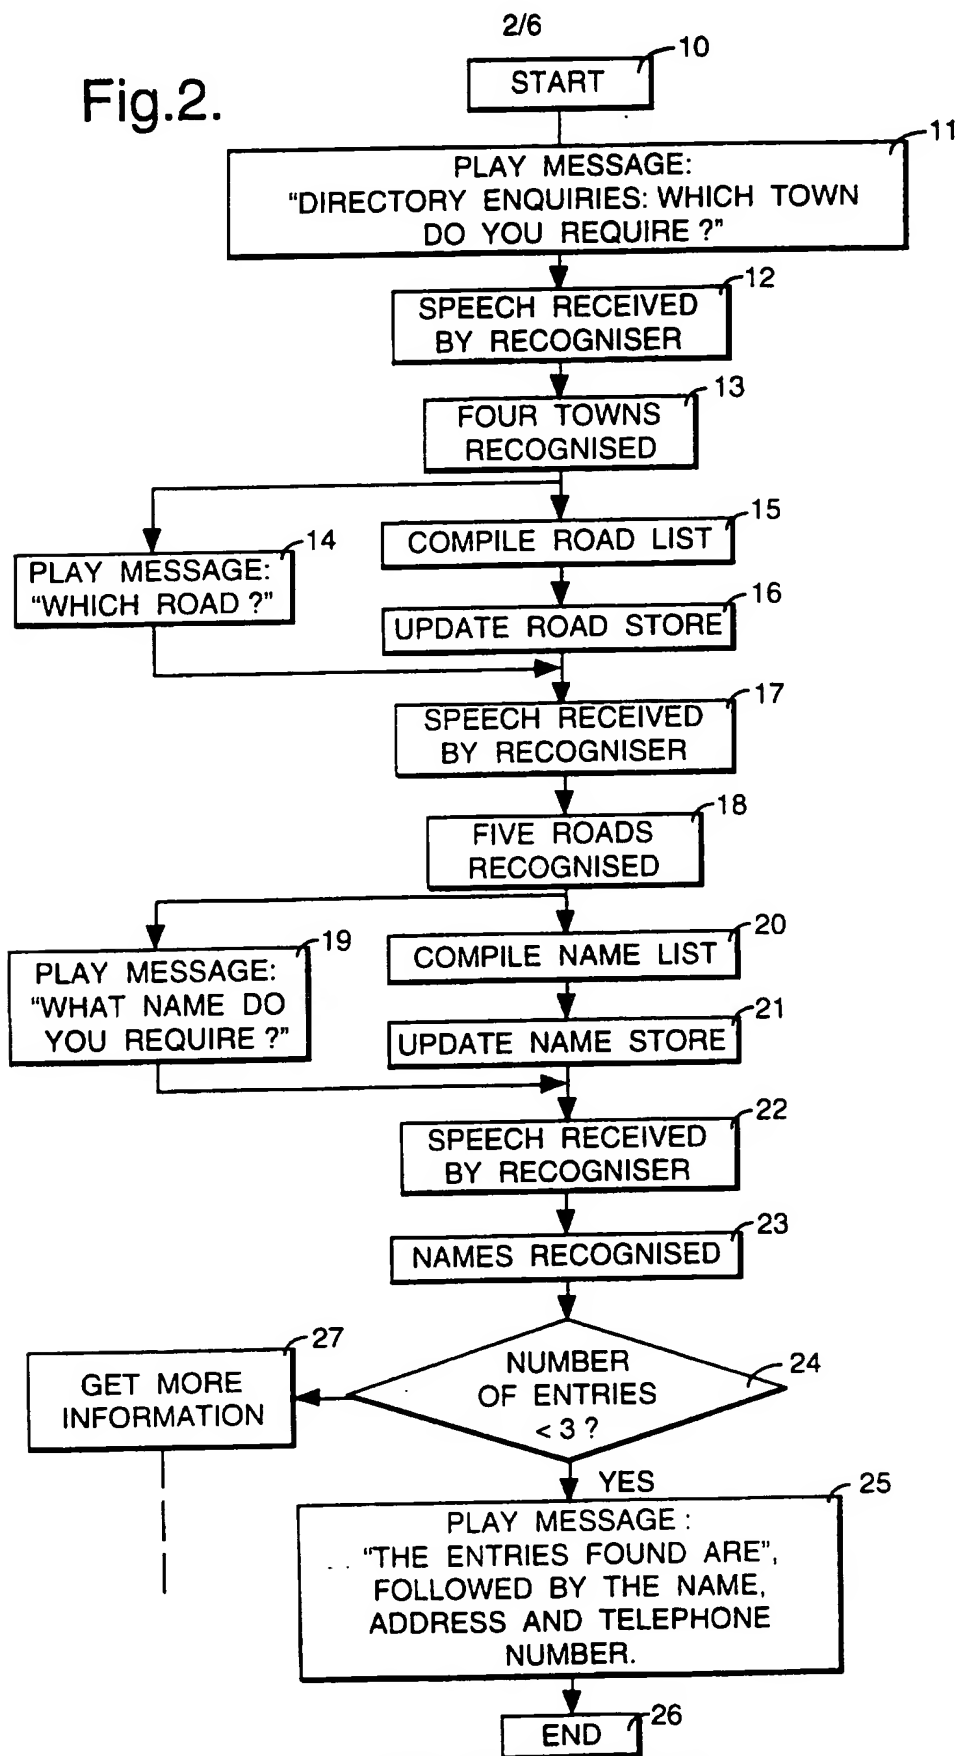 2/6
Fig.2.
10
START
11
PLAY MESSAGE:
“DIRECTORY ENQUIRIES: WHICH TOWN
DO YOU REQUIRE ?”
12
SPEECH RECEIVED
BY RECOGNISER
13
FOUR TOWNS
RECOGNISED
14
PLAY MESSAGE:
“WHICH ROAD ?”
15
COMPILE ROAD LIST
16
UPDATE ROAD STORE
17
SPEECH RECEIVED
BY RECOGNISER
18
FIVE ROADS
RECOGNISED
19
PLAY MESSAGE:
“WHAT NAME DO
YOU REQUIRE ?”
20
COMPILE NAME LIST
21
UPDATE NAME STORE
22
SPEECH RECEIVED
BY RECOGNISER
23
NAMES RECOGNISED
24
NUMBER
OF ENTRIES
< 3 ?
27
GET MORE
INFORMATION
YES
25
PLAY MESSAGE :
“THE ENTRIES FOUND ARE”,
FOLLOWED BY THE NAME,
ADDRESS AND TELEPHONE
NUMBER.
26
END